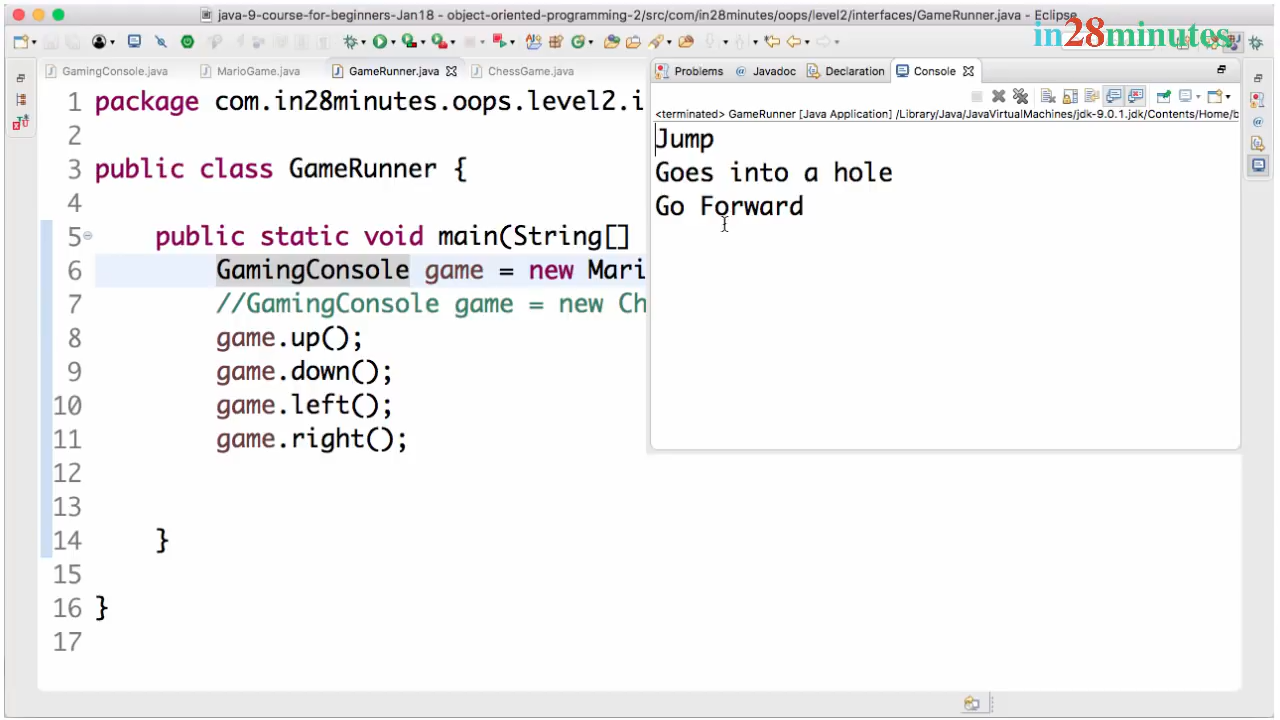 java-9-course-for-beginners-Jan18 - object-oriented-programming-2/src/com/in28minutes/oops/level2/interfaces/GameRunner.java - Eclipse
in28minutes
GamingConsole.java MarioGame.java GameRunner.java ChessGame.java
Problems @ Javadoc Declaration Console
<terminated> GameRunner [Java Application] /Library/Java/JavaVirtualMachines/jdk-9.0.1.jdk/Contents/Home/b
1 package com.in28minutes.oops.level2.i
2
3 public class GameRunner {
4
5 public static void main(String[]
6 GamingConsole game = new Mari
7 //GamingConsole game = new Ch
8 game.up();
9 game.down();
10 game.left();
11 game.right();
12
13
14 }
15
16 }
17
Jump
Goes into a hole
Go Forward